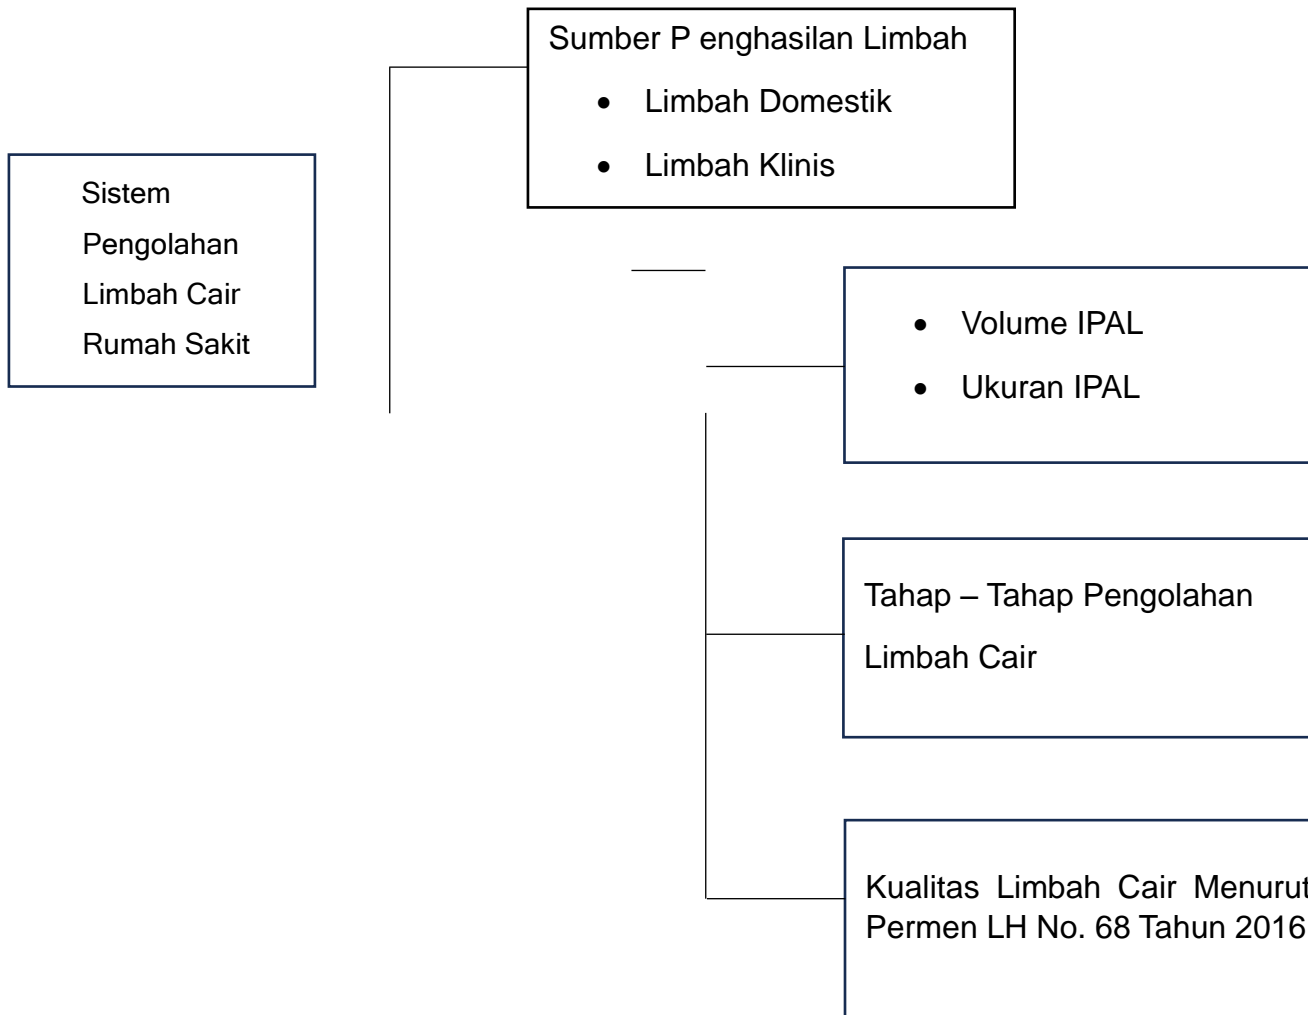 Sumber P enghasilan Limbah
• Limbah Domestik
• Limbah Klinis
Sistem
Pengolahan
Limbah Cair
Rumah Sakit
• Volume IPAL
• Ukuran IPAL
Tahap – Tahap Pengolahan
Limbah Cair
Kualitas Limbah Cair Menurut
Permen LH No. 68 Tahun 2016